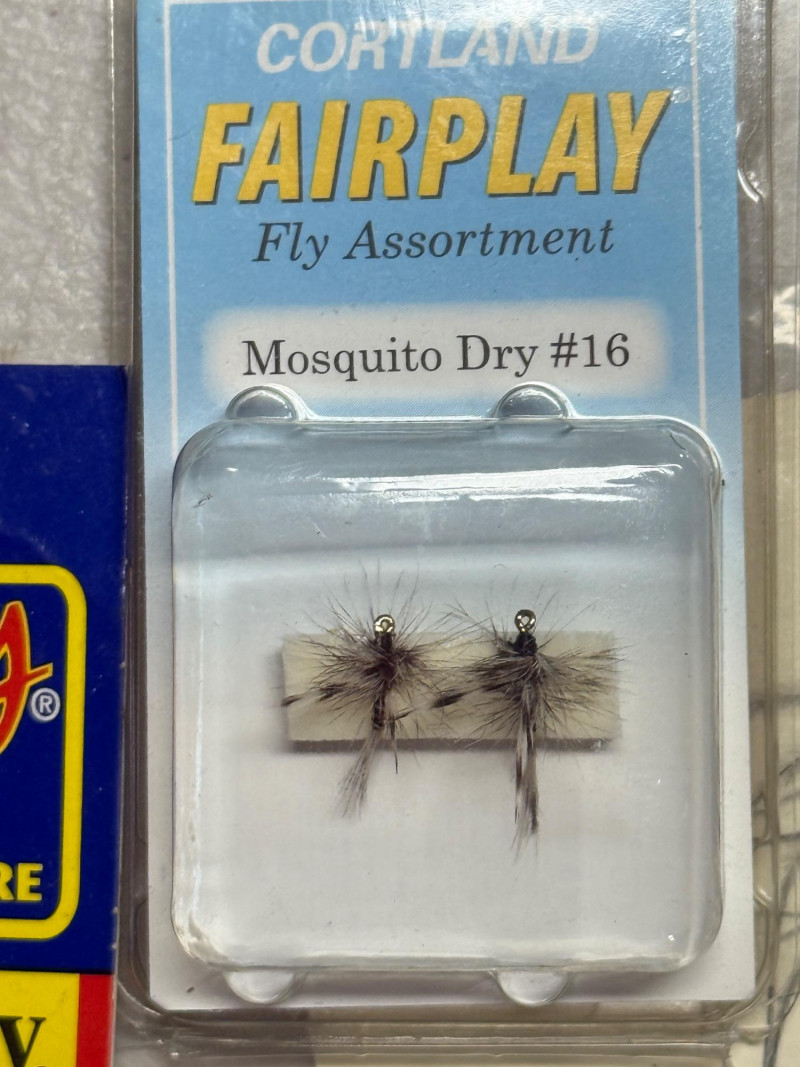 CORTLAND
FAIRPLAY
Fly Assortment
Mosquito Dry #16
®
RE